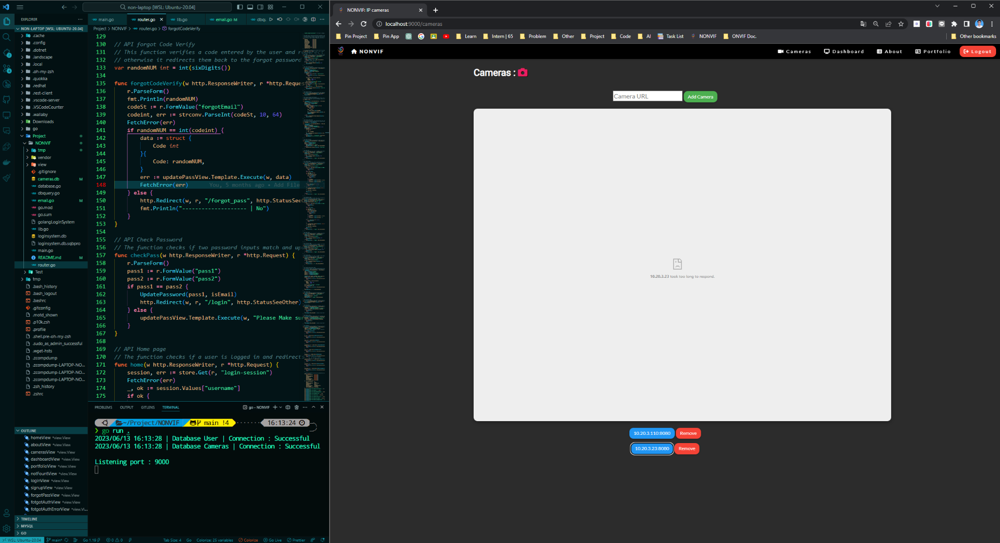 non-laptop [WSL: Ubuntu-20.04]
EXPLORER
NON-LAPTOP [WSL: UBUNTU-20.04]
.cache
.config
.dotnet
.landscape
.local
.oh-my-zsh
.quokka
.redhat
.rest-client
.vscode-server
.VSCodeCounter
.wallaby
Downloads
go
Project
NONVIF
tmp
vendor
view
.gitignore
cameras.db M
database.go
dbquery.go
email.go M
go.mod
go.sum
golangLoginSystem
lib.go
loginsystem.db
loginsystem.db.sqbpro
main.go
README.md M
router.go
Test
tmp
.bash_history
.bash_logout
.bashrc
.gitconfig
.motd_shown
.p10k.zsh
.profile
.shell.pre-oh-my-zsh
.sudo_as_admin_successful
.wget-hsts
.zcompdump
.zcompdump-LAPTOP-NO...
.zcompdump-LAPTOP-NO...
.zcompdump-LAPTOP-NO...
.zsh_history
.zshrc
OUTLINE
homeView *view.View
aboutView *view.View
camerasView *view.View
dashboardView *view.View
portfolioView *view.View
notFountView *view.View
loginView *view.View
signupView *view.View
forgotPassView *view.View
fotgotAuthView *view.View
fotgotAuthErrorView *view.Vi...
TIMELINE
MYSQL
GO
main.go router.go lib.go email.go M dbqu
Project > NONVIF > router.go > forgotCodeVerify
129
130 // API forgot Code Verify
131 // This function verifies a code entered by the user and redirect
132 // otherwise it redirects them back to the forgot password
133 var randomNUM int = int(sixDigits())
134
135 func forgotCodeVerify(w http.ResponseWriter, r *http.Reques
136 r.ParseForm()
137 fmt.Println(randomNUM)
138 codeSt := r.FormValue("forgotEmail")
139 codeint, err := strconv.ParseInt(codeSt, 10, 64)
140 FetchError(err)
141 if randomNUM == int(codeint) {
142 data := struct {
143 Code int
144 }{
145 Code: randomNUM,
146 }
147 err := updatePassView.Template.Execute(w, data)
148 FetchError(err) You, 5 months ago • Add File
149 } else {
150 http.Redirect(w, r, "/forgot_pass", http.StatusSeeO
151 fmt.Println("-------------------- | No")
152 }
153 }
154
155 // API Check Password
156 // The function checks if two password inputs match and up
157 func checkPass(w http.ResponseWriter, r *http.Request) {
158 r.ParseForm()
159 pass1 := r.FormValue("pass1")
160 pass2 := r.FormValue("pass2")
161 if pass1 == pass2 {
162 UpdatePassword(pass1, isEmail)
163 http.Redirect(w, r, "/login", http.StatusSeeOther)
164 } else {
165 updatePassView.Template.Execute(w, "Please Make su
166 }
167 }
168
169 // API Home page
170 // The function checks if a user is logged in and redirects
171 func home(w http.ResponseWriter, r *http.Request) {
172 session, err := store.Get(r, "login-session")
173 FetchError(err)
174 _, ok := session.Values["username"]
175 if ok {
PROBLEMS OUTPUT GITLENS TERMINAL go - NONVIF
~/Project/NONVIF main !4 16:13:24
❯ go run .
2023/06/13 16:13:28 | Database User | Connection : Successful
2023/06/13 16:13:28 | Database Cameras | Connection : Successful
Listening port : 9000
WSL: Ubuntu-20.04 main* Go 1.19 0 0 Tab Size: 4 Go Colorize: 25 variables Colorize Go Live Prettier
NONVIF: IP cameras
localhost:9000/cameras
Pin Project Pin App Learn Intern | 65 Problem Other Project Code AI Task List NONVIF ONVIF Doc. Other bookmarks
NONVIF Cameras Dashboard About Portfolio Logout
Cameras :
Camera URL Add Camera
10.20.3.23 took too long to respond.
10.20.3.110:8080 Remove
10.20.3.23:8080 Remove